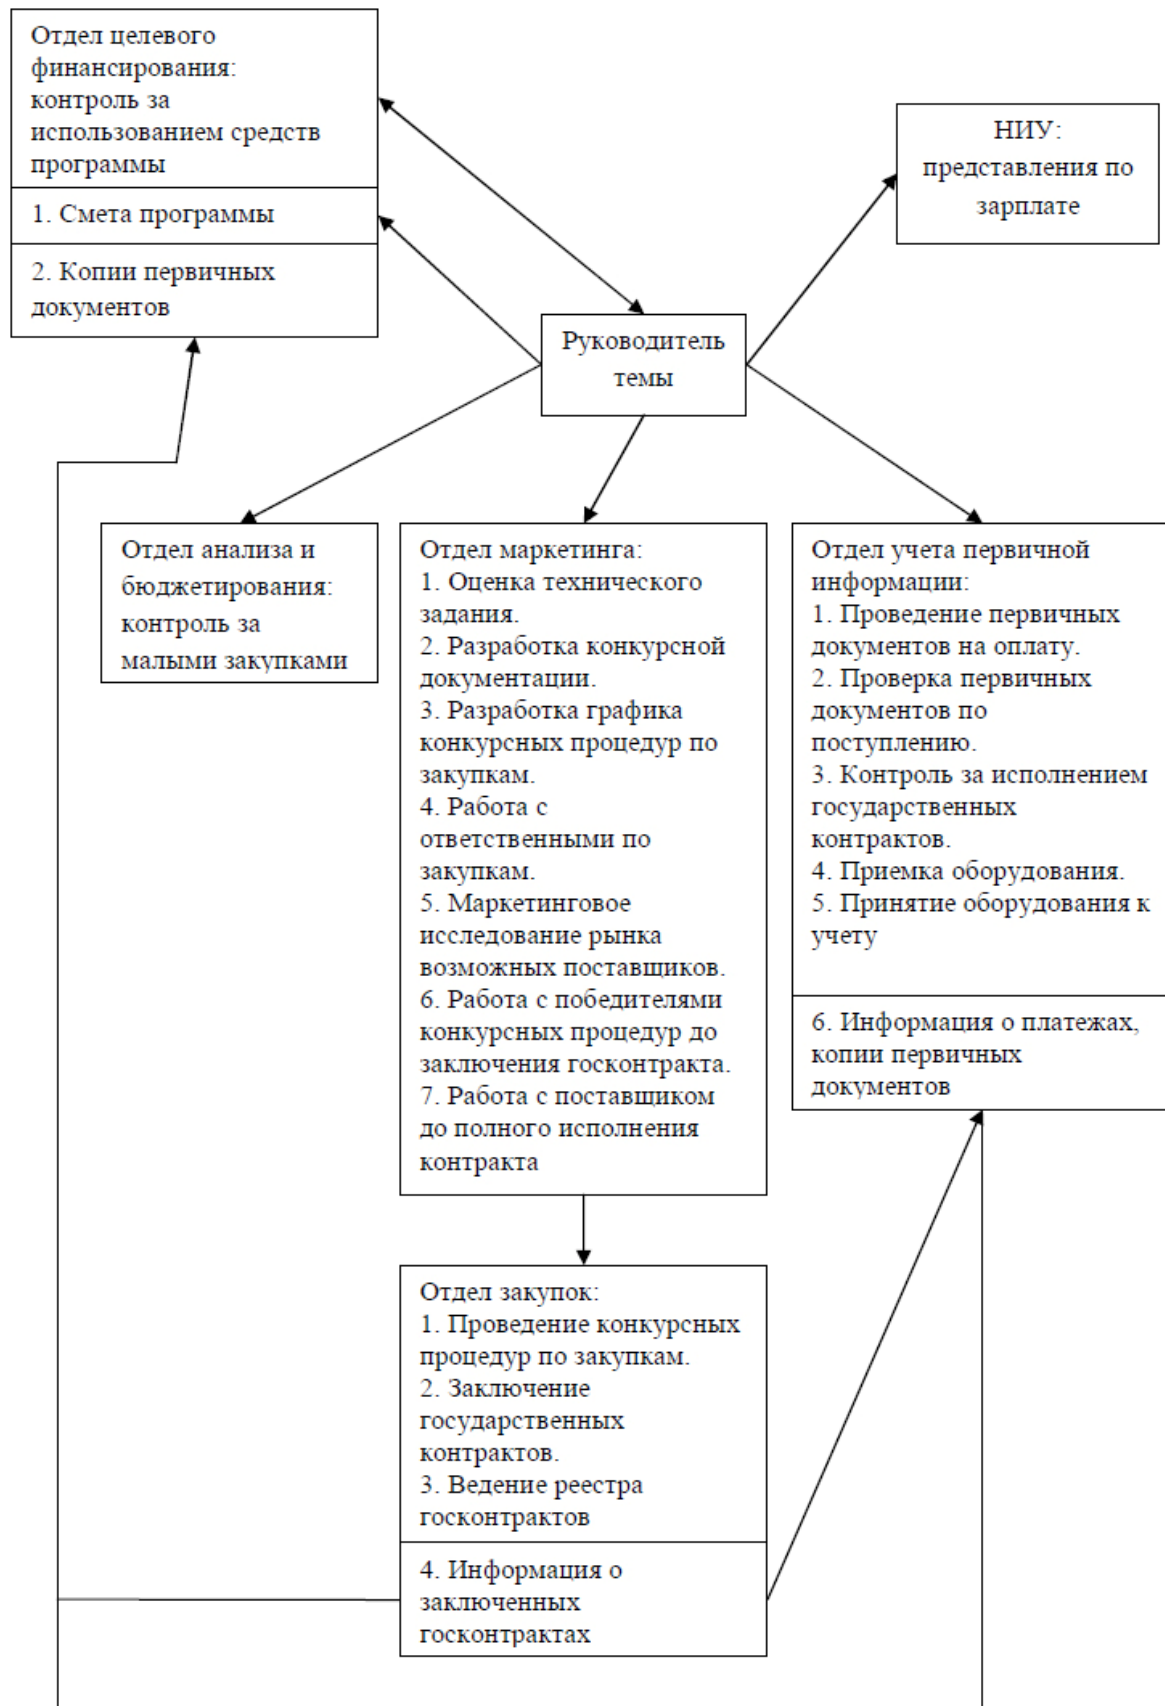 Отдел целевого
финансирования:
контроль за
использованием средств
программы
1. Смета программы
2. Копии первичных
документов
НИУ:
представления по
зарплате
Руководитель
темы
Отдел анализа и
бюджетирования:
контроль за
малыми закупками
Отдел маркетинга:
1. Оценка технического
задания.
2. Разработка конкурсной
документации.
3. Разработка графика
конкурсных процедур по
закупкам.
4. Работа с
ответственными по
закупкам.
5. Маркетинговое
исследование рынка
возможных поставщиков.
6. Работа с победителями
конкурсных процедур до
заключения госконтракта.
7. Работа с поставщиком
до полного исполнения
контракта
Отдел учета первичной
информации:
1. Проведение первичных
документов на оплату.
2. Проверка первичных
документов по
поступлению.
3. Контроль за исполнением
государственных
контрактов.
4. Приемка оборудования.
5. Принятие оборудования к
учету
6. Информация о платежах,
копии первичных
документов
Отдел закупок:
1. Проведение конкурсных
процедур по закупкам.
2. Заключение
государственных
контрактов.
3. Ведение реестра
госконтрактов
4. Информация о
заключенных
госконтрактах